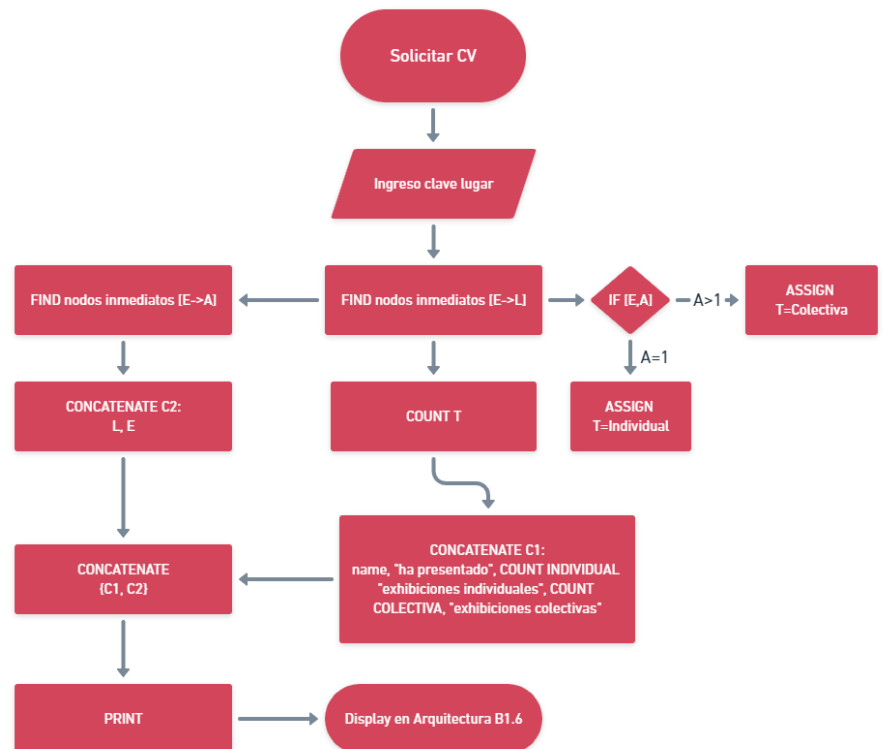 Solicitar CV
Ingreso clave lugar
FIND nodos inmediatos [E->A]
FIND nodos inmediatos [E->L]
IF [E,A]
A>1
ASSIGN
T=Colectiva
A=1
CONCATENATE C2:
L, E
COUNT T
ASSIGN
T=Individual
CONCATENATE
{C1, C2}
CONCATENATE C1:
name, "ha presentado", COUNT INDIVIDUAL
"exhibiciones individuales", COUNT
COLECTIVA, "exhibiciones colectivas"
PRINT
Display en Arquitectura B1.6